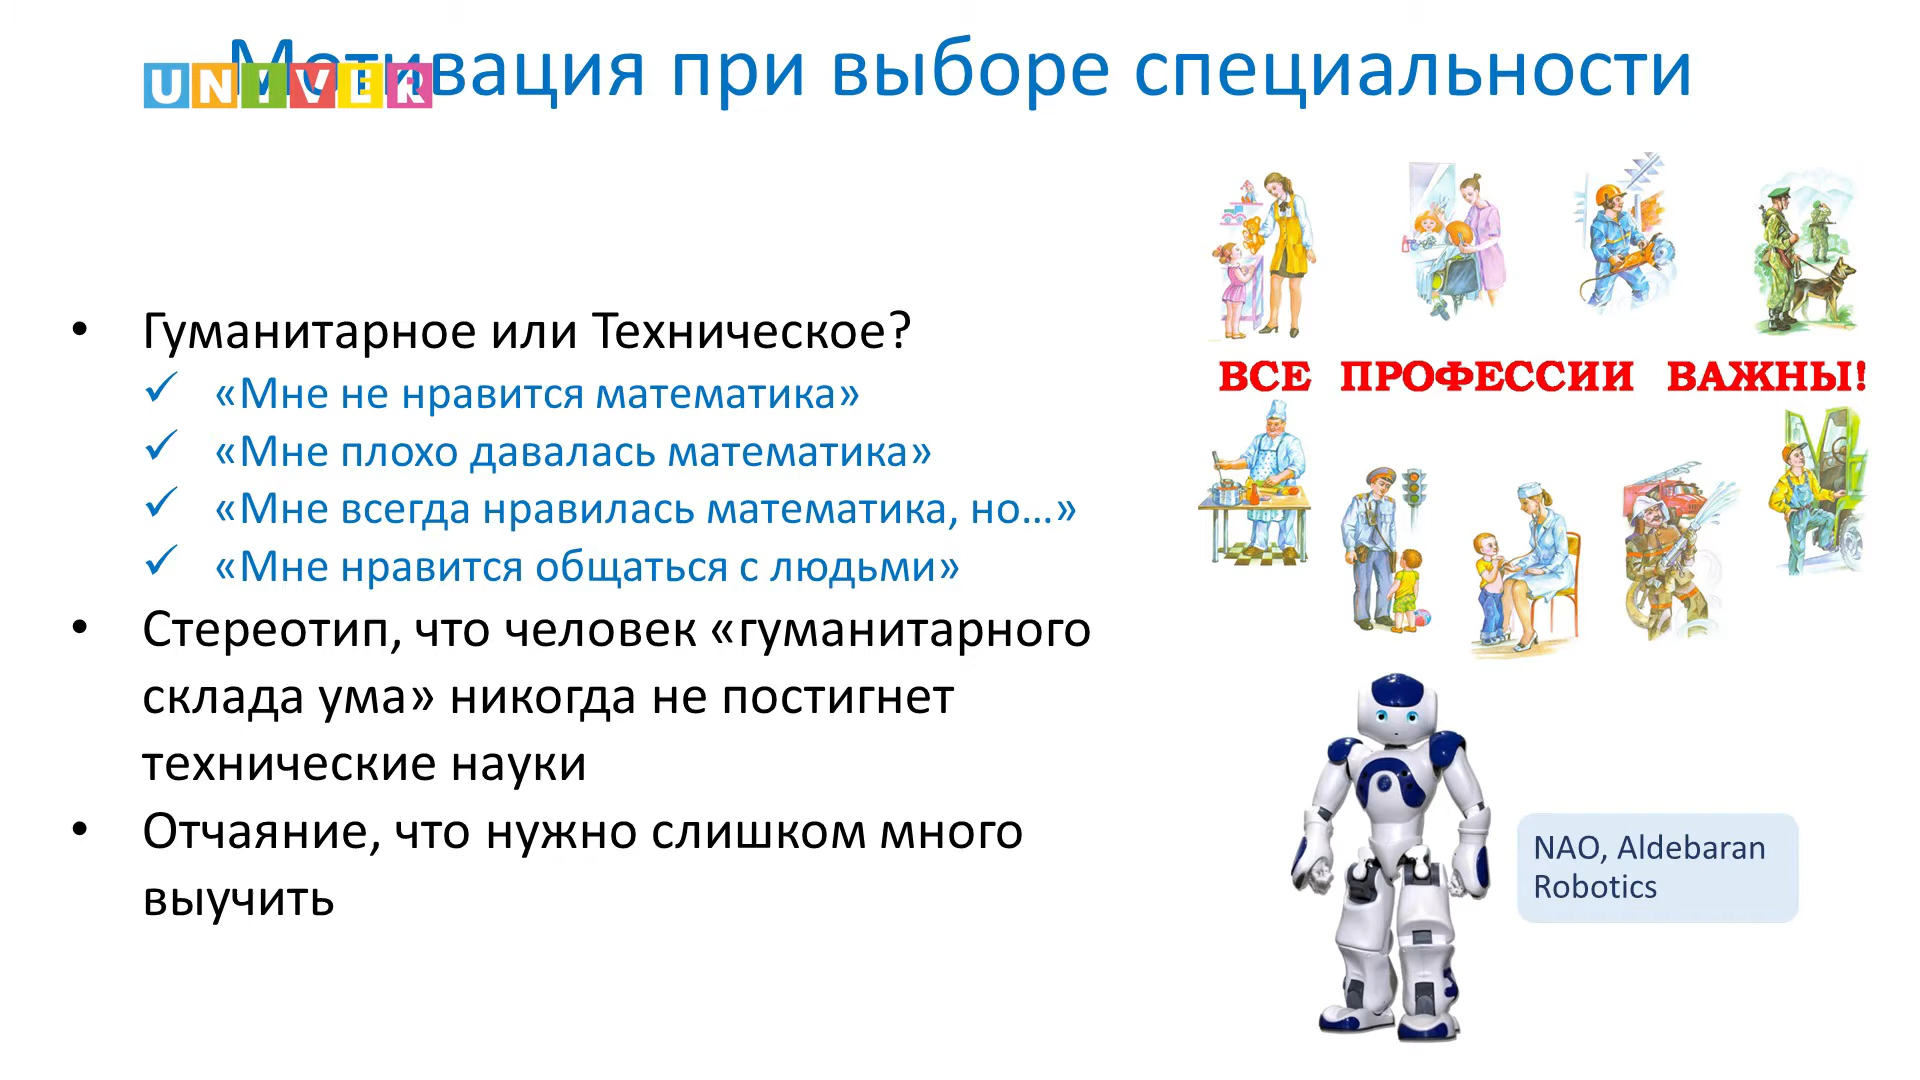 Мотивация при выборе специальности
UNIVER
• Гуманитарное или Техническое?
✓ «Мне не нравится математика»
✓ «Мне плохо давалась математика»
✓ «Мне всегда нравилась математика, но…»
✓ «Мне нравится общаться с людьми»
• Стереотип, что человек «гуманитарного
склада ума» никогда не постигнет
технические науки
• Отчаяние, что нужно слишком много
выучить
ВСЕ ПРОФЕССИИ ВАЖНЫ!
NAO, Aldebaran
Robotics